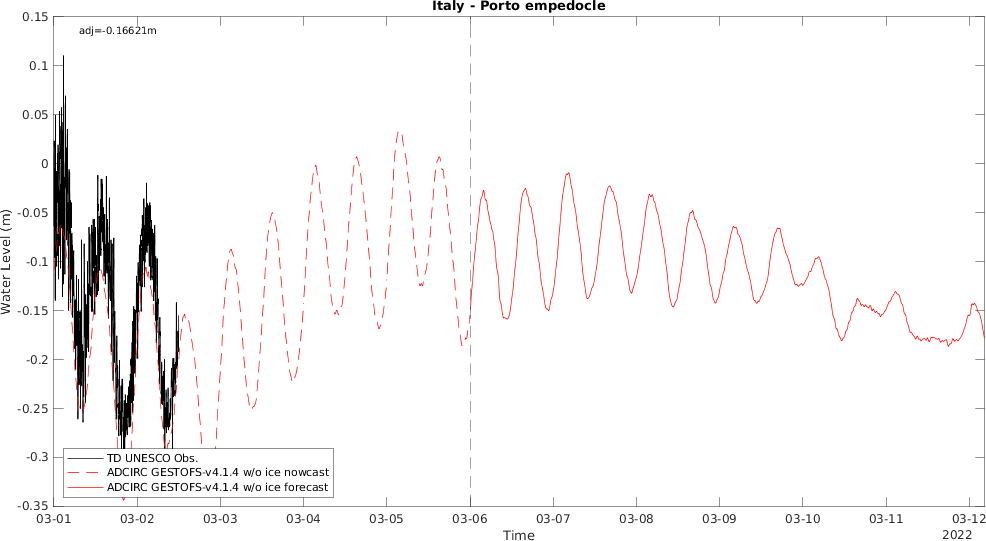 Italy - Porto empedocle
adj=-0.16621m
0.15
0.1
0.05
0
-0.05
-0.1
-0.15
-0.2
-0.25
-0.3
-0.35
Water Level (m)
TD UNESCO Obs.
ADCIRC GESTOFS-v4.1.4 w/o ice nowcast
ADCIRC GESTOFS-v4.1.4 w/o ice forecast
03-01 03-02 03-03 03-04 03-05 03-06 03-07 03-08 03-09 03-10 03-11 03-12
Time
2022